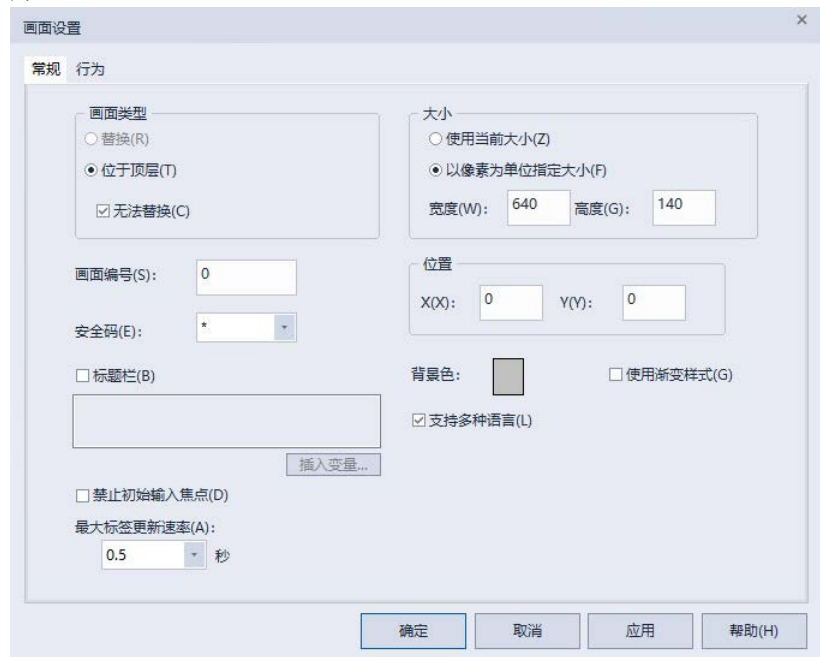 画面设置
×
常规 行为
画面类型
替换(R)
位于顶层(T)
无法替换(C)
大小
使用当前大小(Z)
以像素为单位指定大小(F)
宽度(W): 640 高度(G): 140
画面编号(S): 0
位置
X(X): 0 Y(Y): 0
安全码(E): *
标题栏(B)
背景色: 使用渐变样式(G)
支持多种语言(L)
插入变量...
禁止初始输入焦点(D)
最大标签更新速率(A):
0.5 秒
确定 取消 应用 帮助(H)